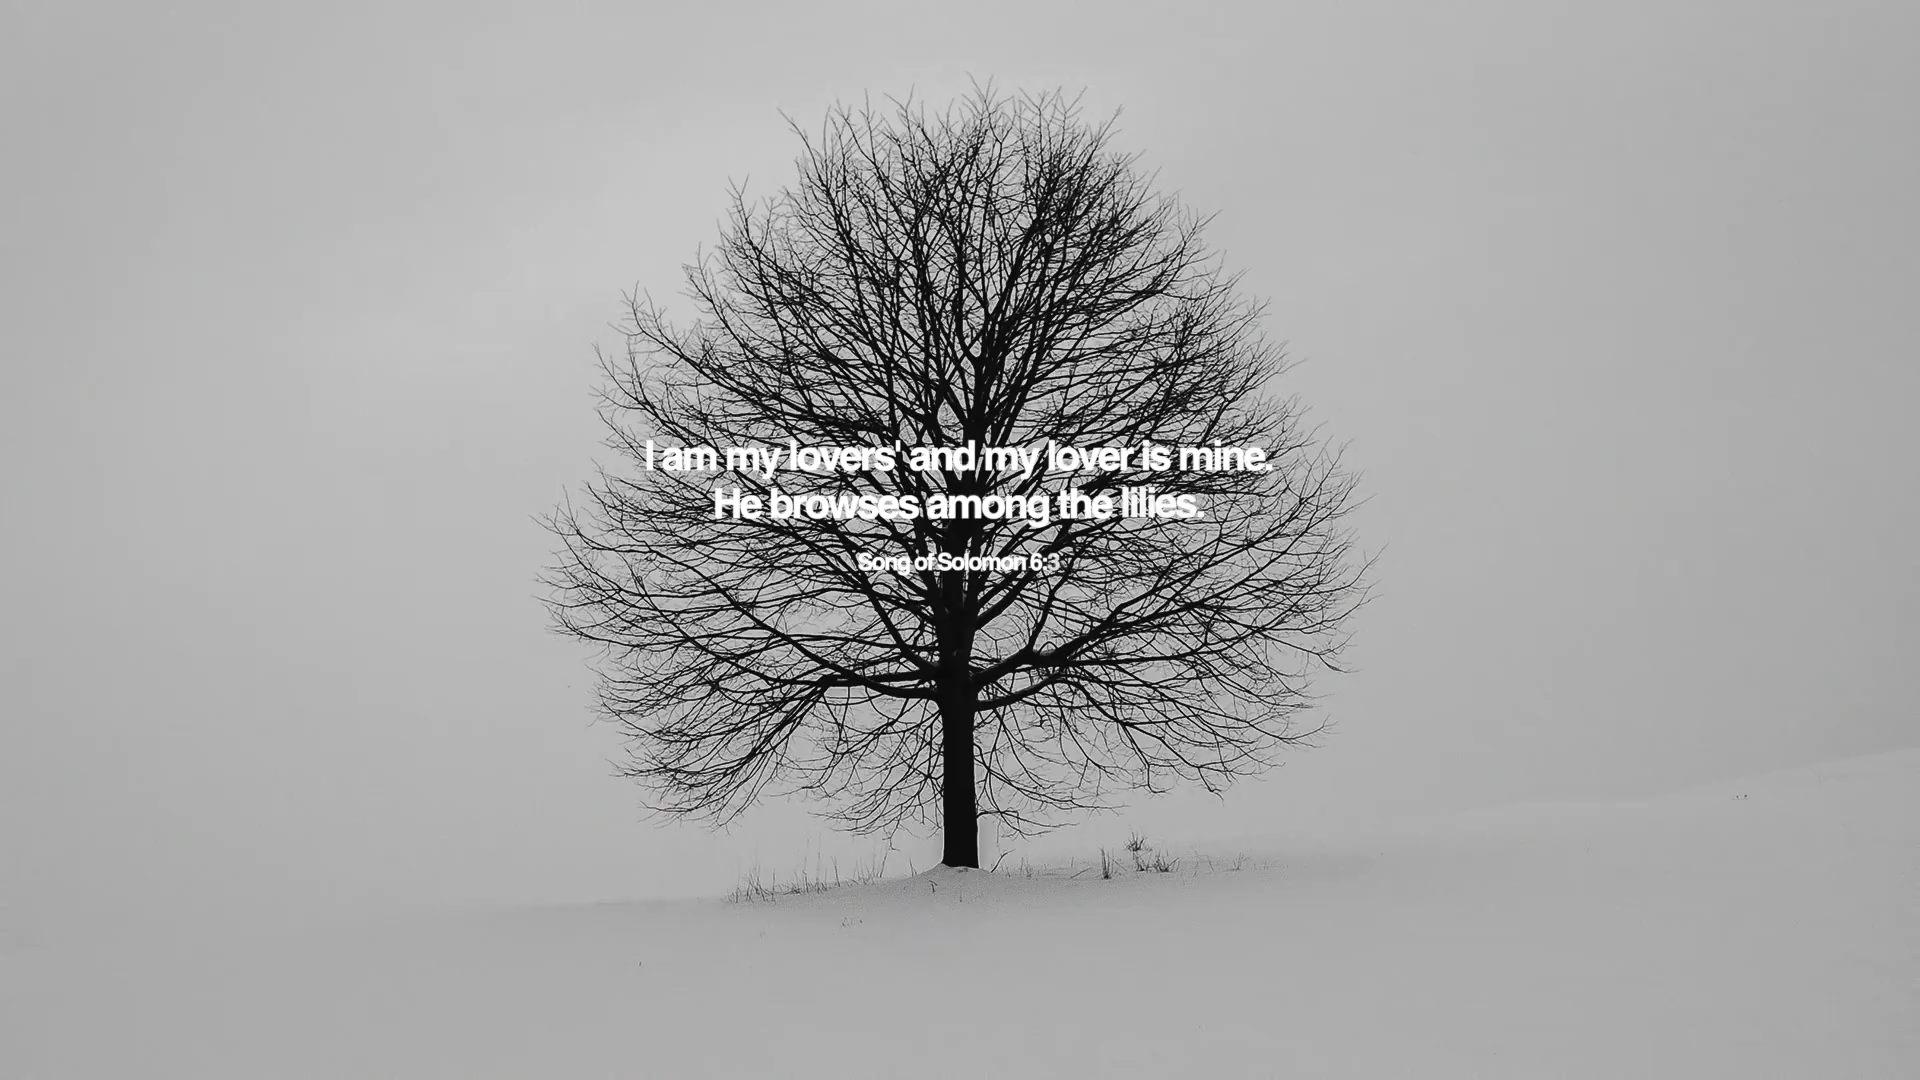 I am my lovers' and my lover is mine.
He browses among the lilies.
Song of Solomon 6:3